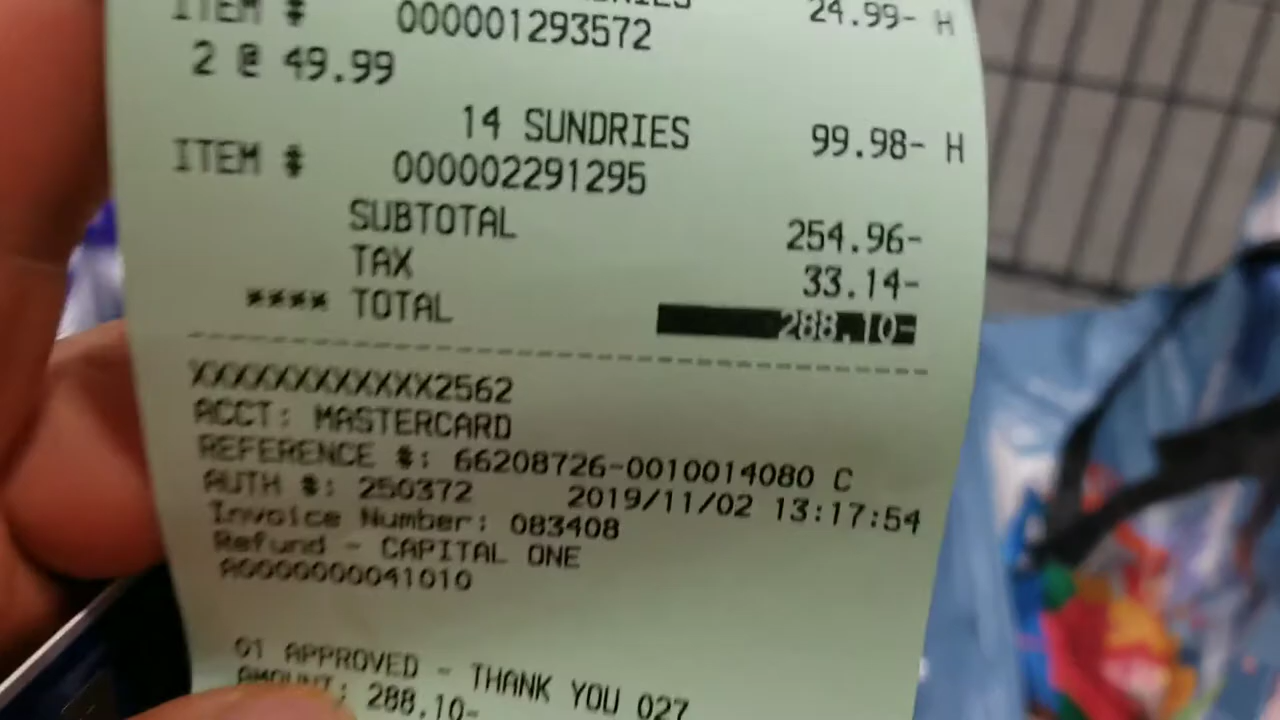 24.99- H
ITEM # 000001293572
2 @ 49.99
14 SUNDRIES 99.98- H
ITEM # 000002291295
SUBTOTAL 254.96-
TAX 33.14-
**** TOTAL 288.10-
XXXXXXXXXXXX2562
ACCT: MASTERCARD
REFERENCE #: 66208726-0010014080 C
AUTH #: 250372 2019/11/02 13:17:54
Invoice Number: 083408
Refund - CAPITAL ONE
A0000000041010
01 APPROVED - THANK YOU 027
AMOUNT: 288.10-